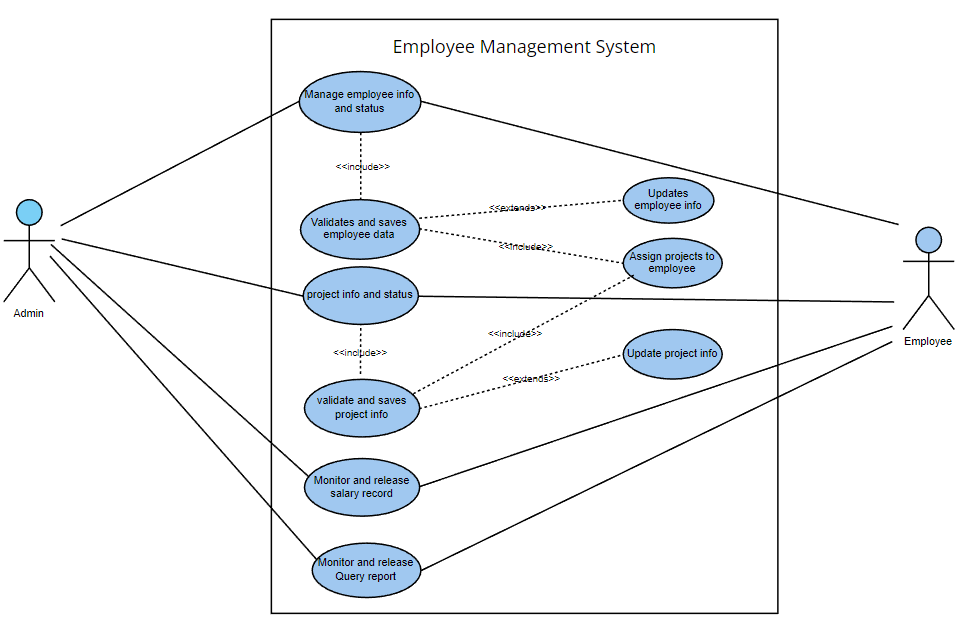 Employee Management System
Manage employee info
and status
<<include>>
Validates and saves
employee data
<<extends>>
Updates
employee info
<<include>>
Assign projects to
employee
project info and status
<<include>>
<<include>>
Update project info
<<extends>>
validate and saves
project info
Monitor and release
salary record
Monitor and release
Query report
Admin
Employee